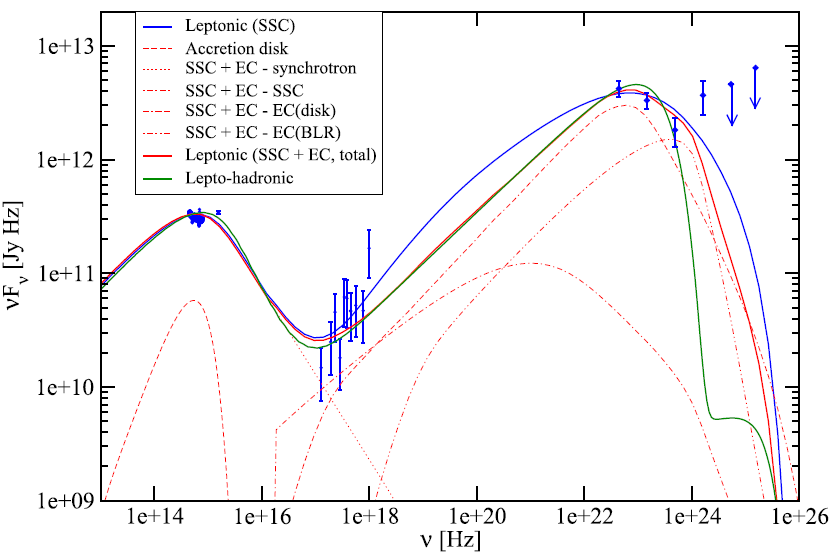 Leptonic (SSC)
Accretion disk
SSC + EC - synchrotron
SSC + EC - SSC
SSC + EC - EC(disk)
SSC + EC - EC(BLR)
Leptonic (SSC + EC, total)
Lepto-hadronic
1e+13
1e+12
1e+11
1e+10
1e+09
νFν [Jy Hz]
1e+14 1e+16 1e+18 1e+20 1e+22 1e+24 1e+26
ν [Hz]